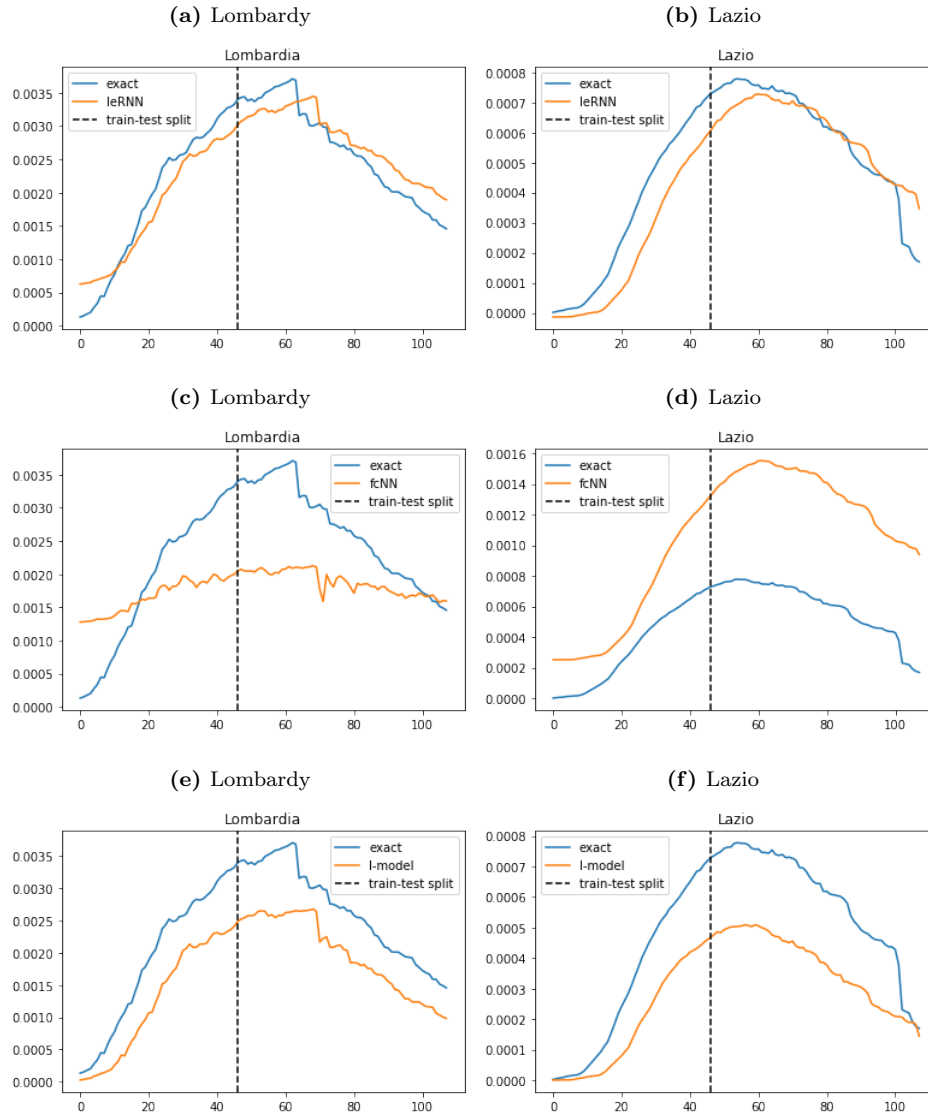 (a) Lombardy
(b) Lazio
Lombardia
exact
leRNN
train-test split
0.0035
0.0030
0.0025
0.0020
0.0015
0.0010
0.0005
0.0000
0 20 40 60 80 100
Lazio
exact
leRNN
train-test split
0.0008
0.0007
0.0006
0.0005
0.0004
0.0003
0.0002
0.0001
0.0000
0 20 40 60 80 100
(c) Lombardy
(d) Lazio
Lombardia
exact
fcNN
train-test split
0.0035
0.0030
0.0025
0.0020
0.0015
0.0010
0.0005
0.0000
0 20 40 60 80 100
Lazio
exact
fcNN
train-test split
0.0016
0.0014
0.0012
0.0010
0.0008
0.0006
0.0004
0.0002
0.0000
0 20 40 60 80 100
(e) Lombardy
(f) Lazio
Lombardia
exact
l-model
train-test split
0.0035
0.0030
0.0025
0.0020
0.0015
0.0010
0.0005
0.0000
0 20 40 60 80 100
Lazio
exact
l-model
train-test split
0.0008
0.0007
0.0006
0.0005
0.0004
0.0003
0.0002
0.0001
0.0000
0 20 40 60 80 100